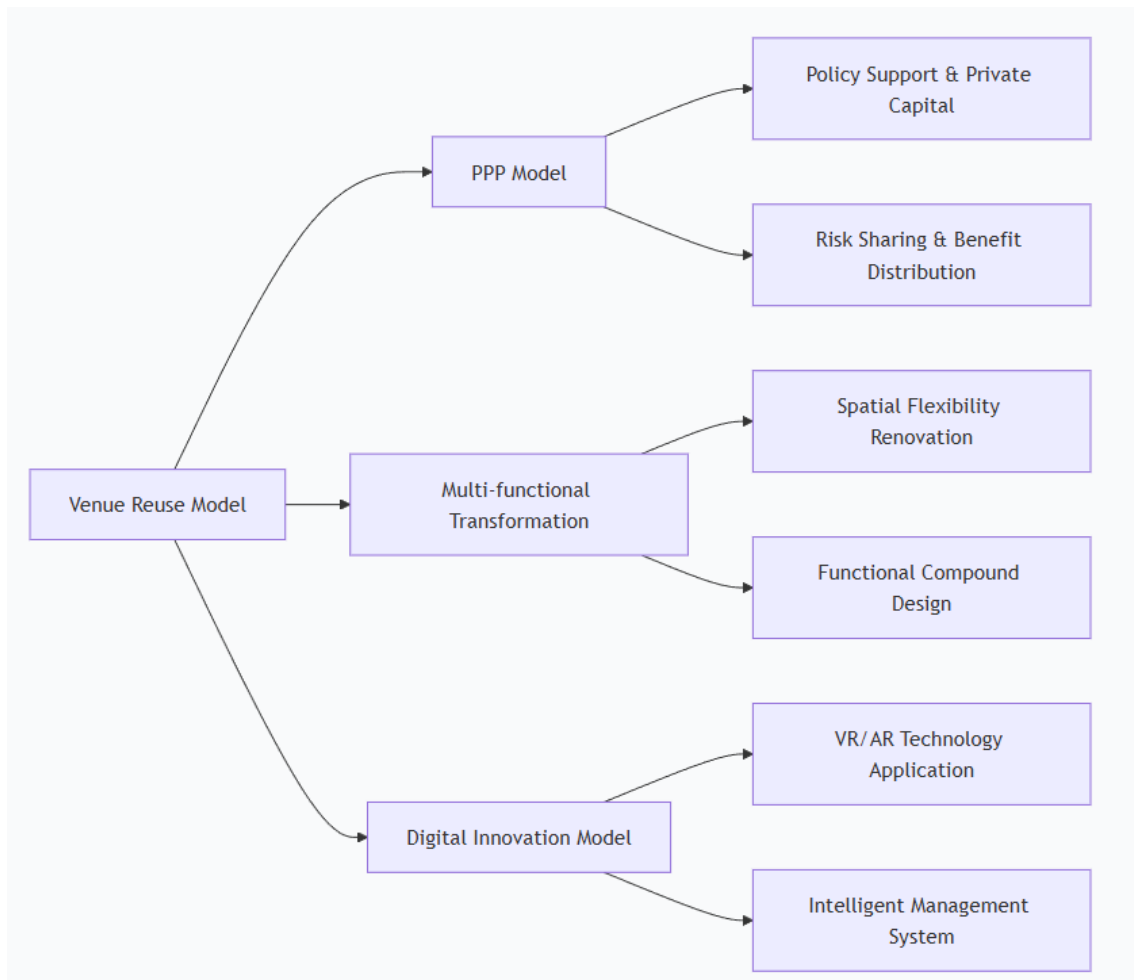 Policy Support & Private
Capital
PPP Model
Risk Sharing & Benefit
Distribution
Spatial Flexibility
Renovation
Venue Reuse Model
Multi-functional
Transformation
Functional Compound
Design
VR/AR Technology
Application
Digital Innovation Model
Intelligent Management
System